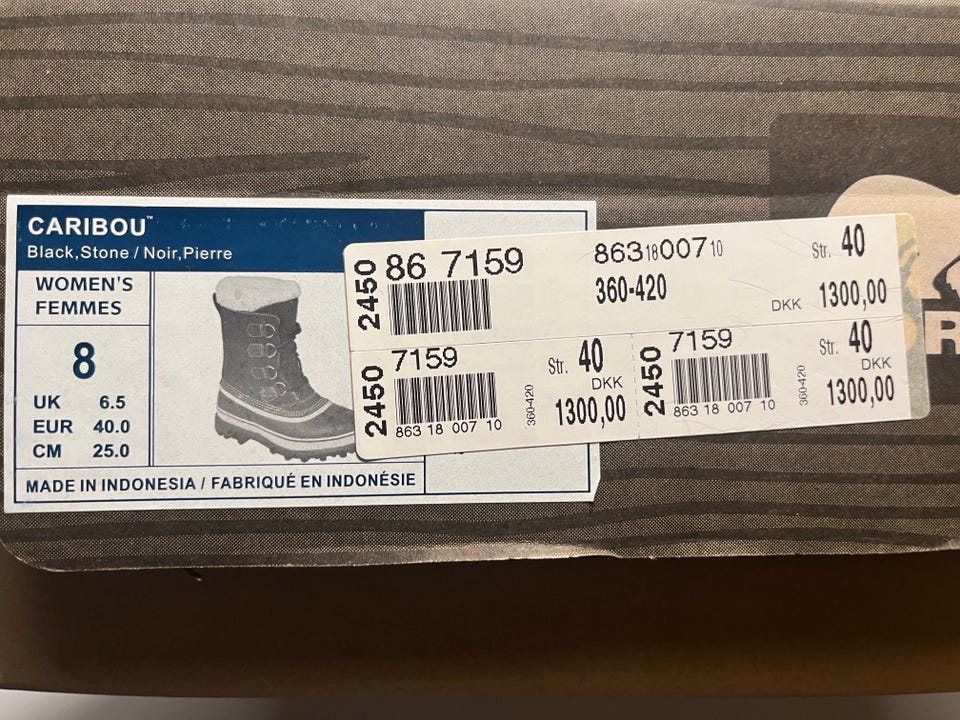 CARIBOU™
Black,Stone / Noir,Pierre
WOMEN'S
FEMMES
8
UK 6.5
EUR 40.0
CM 25.0
MADE IN INDONESIA / FABRIQUÉ EN INDONÉSIE
2450
86 7159
863 18 007 10
Str. 40
360-420
DKK 1300,00
2450
7159
Str. 40
DKK
360-420
1300,00
863 18 007 10
2450
7159
Str. 40
DKK
360-420
1300,00
863 18 007 10
R